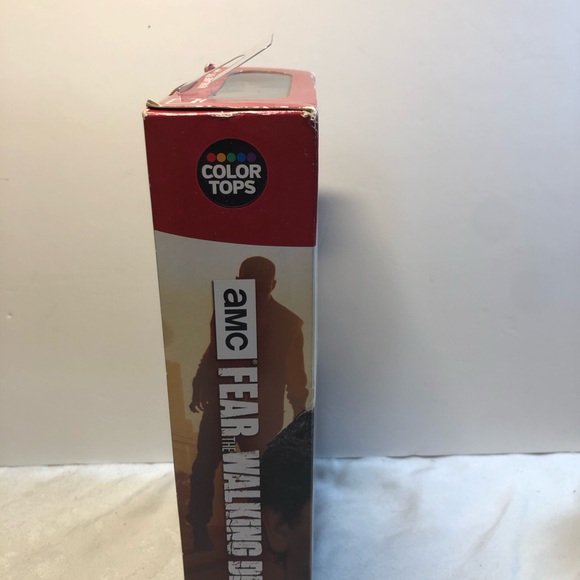 COLOR
TOPS
aMC
FEAR THE WALKING D